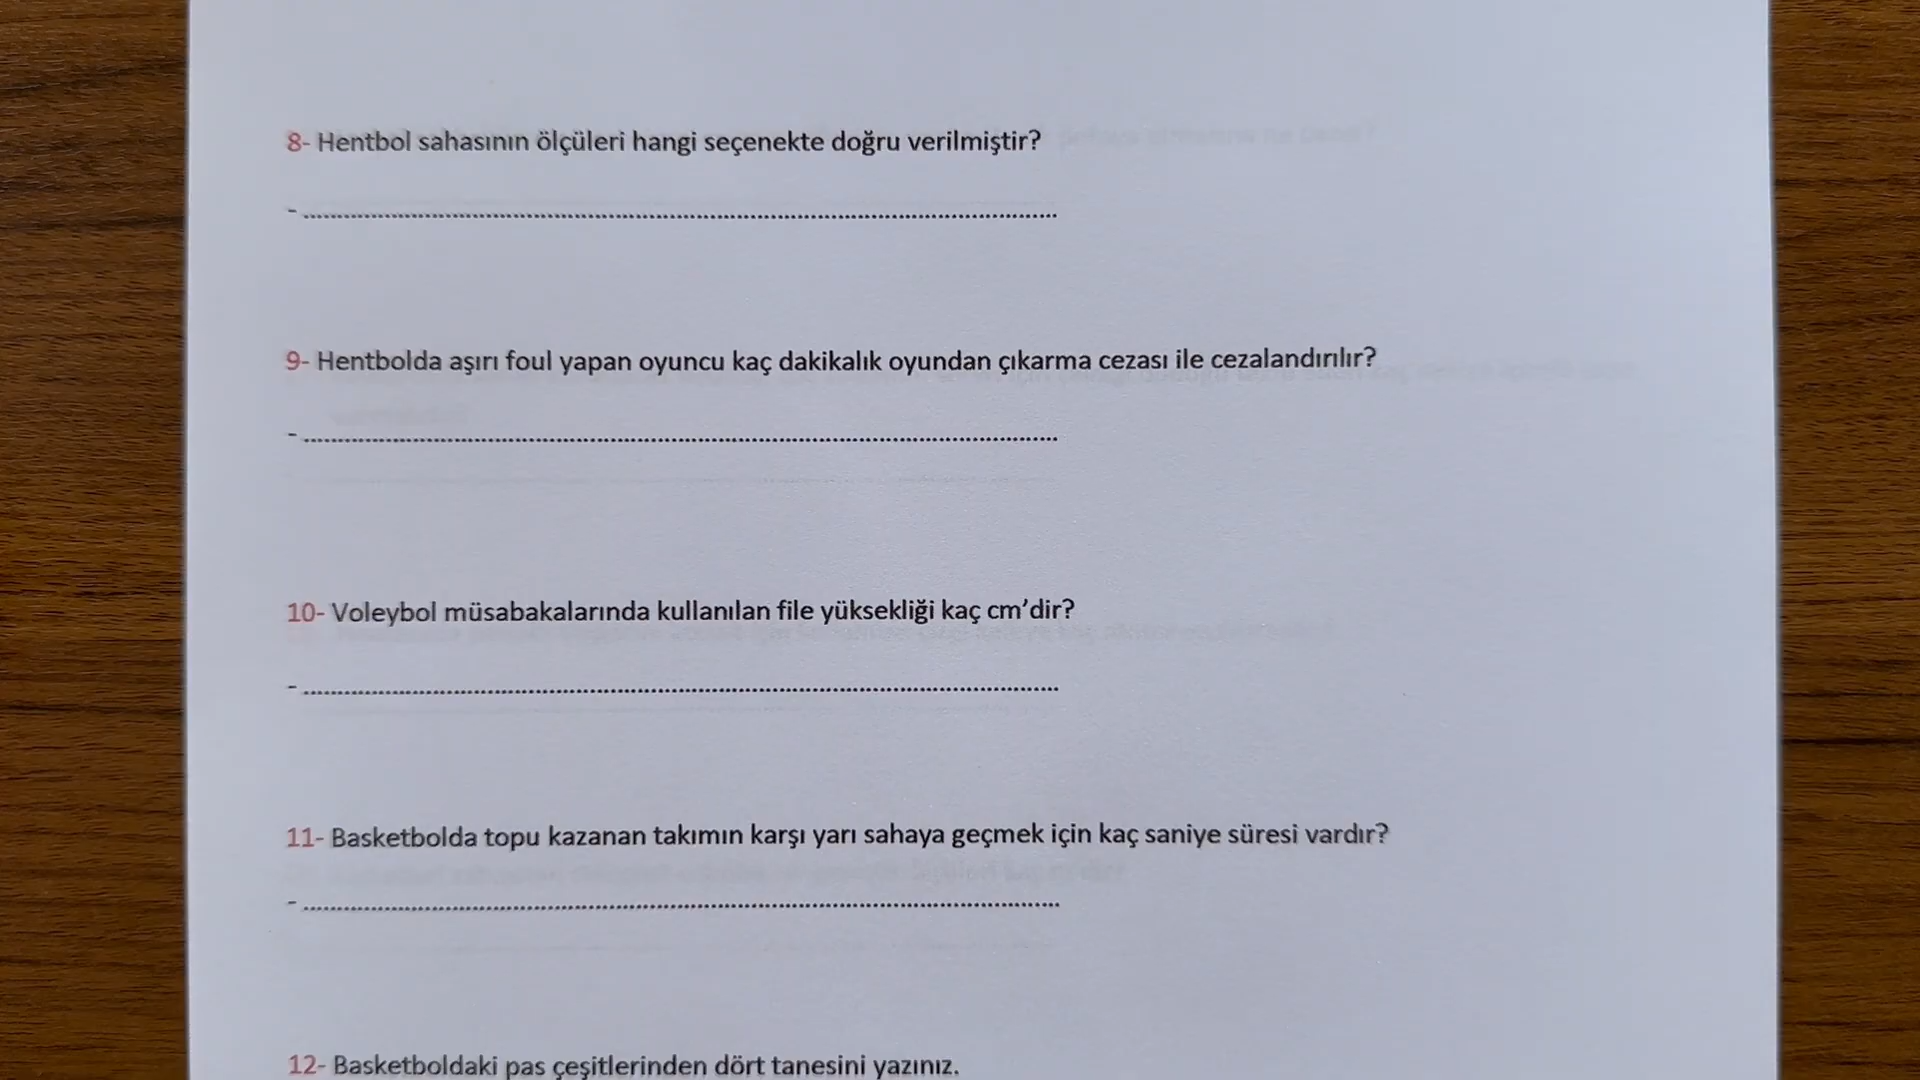 8- Hentbol sahasının ölçüleri hangi seçenekte doğru verilmiştir?
- ........................................................................................................
9- Hentbolda aşırı foul yapan oyuncu kaç dakikalık oyundan çıkarma cezası ile cezalandırılır?
- ........................................................................................................
10- Voleybol müsabakalarında kullanılan file yüksekliği kaç cm’dir?
- ........................................................................................................
11- Basketbolda topu kazanan takımın karşı yarı sahaya geçmek için kaç saniye süresi vardır?
- ........................................................................................................
12- Basketboldaki pas çeşitlerinden dört tanesini yazınız.